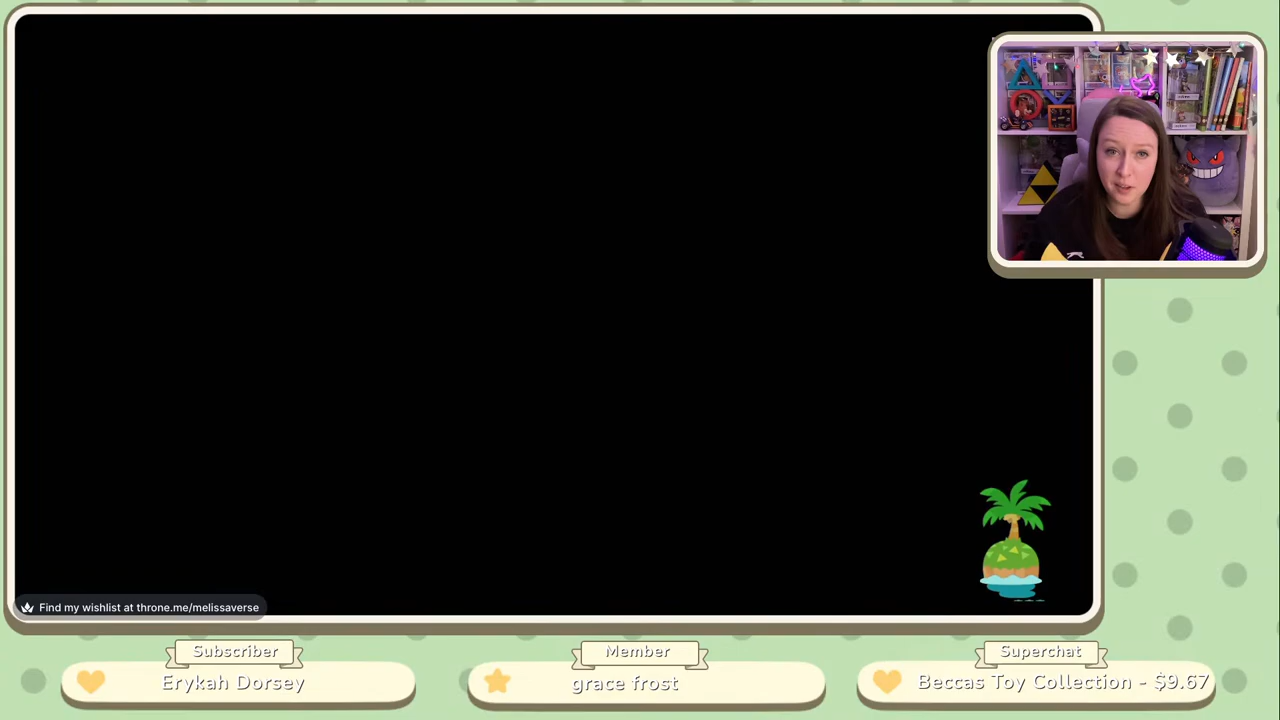 Find my wishlist at throne.me/melissaverse
Subscriber
Erykah Dorsey
Member
grace frost
Superchat
Beccas Toy Collection - $9.67